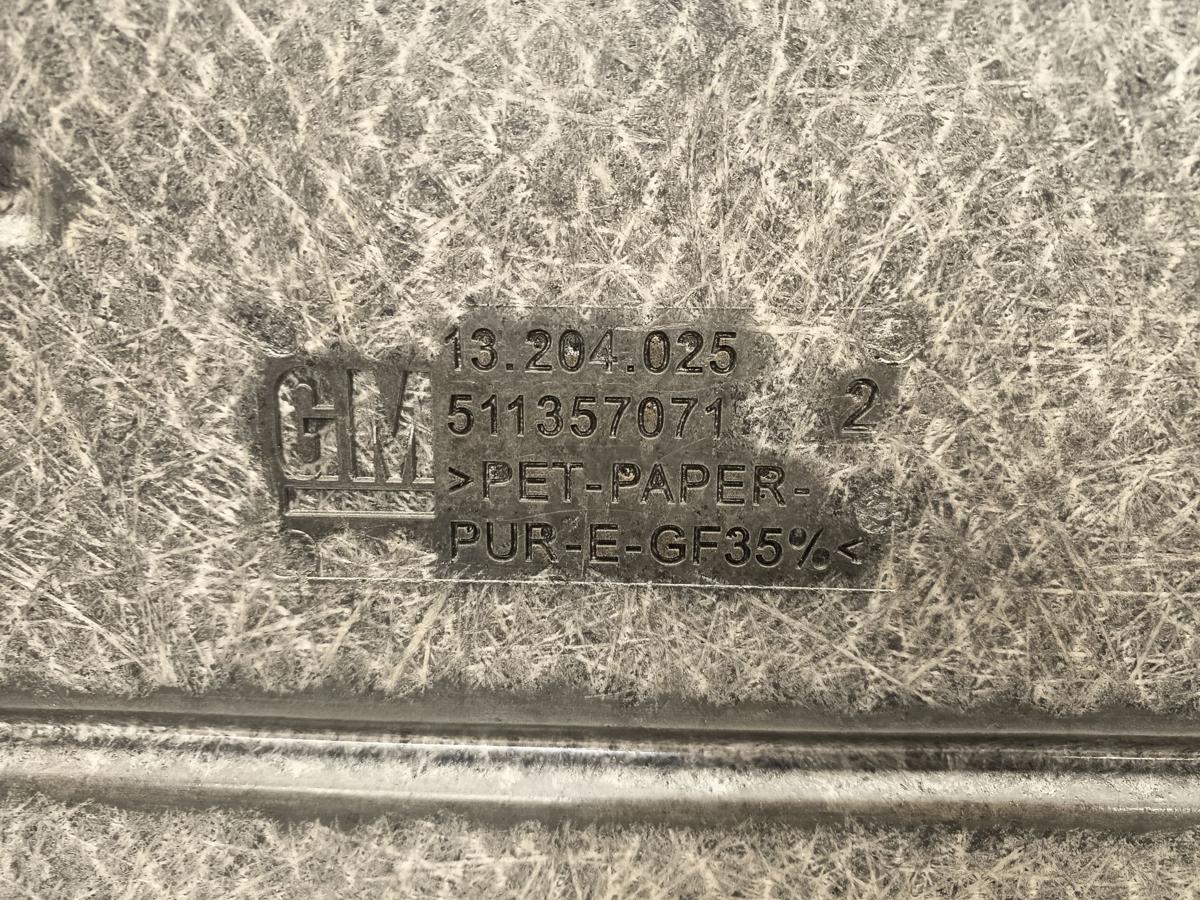 GM
13.204.025
511357071
2
>PET-PAPER-
PUR-E-GF35%<